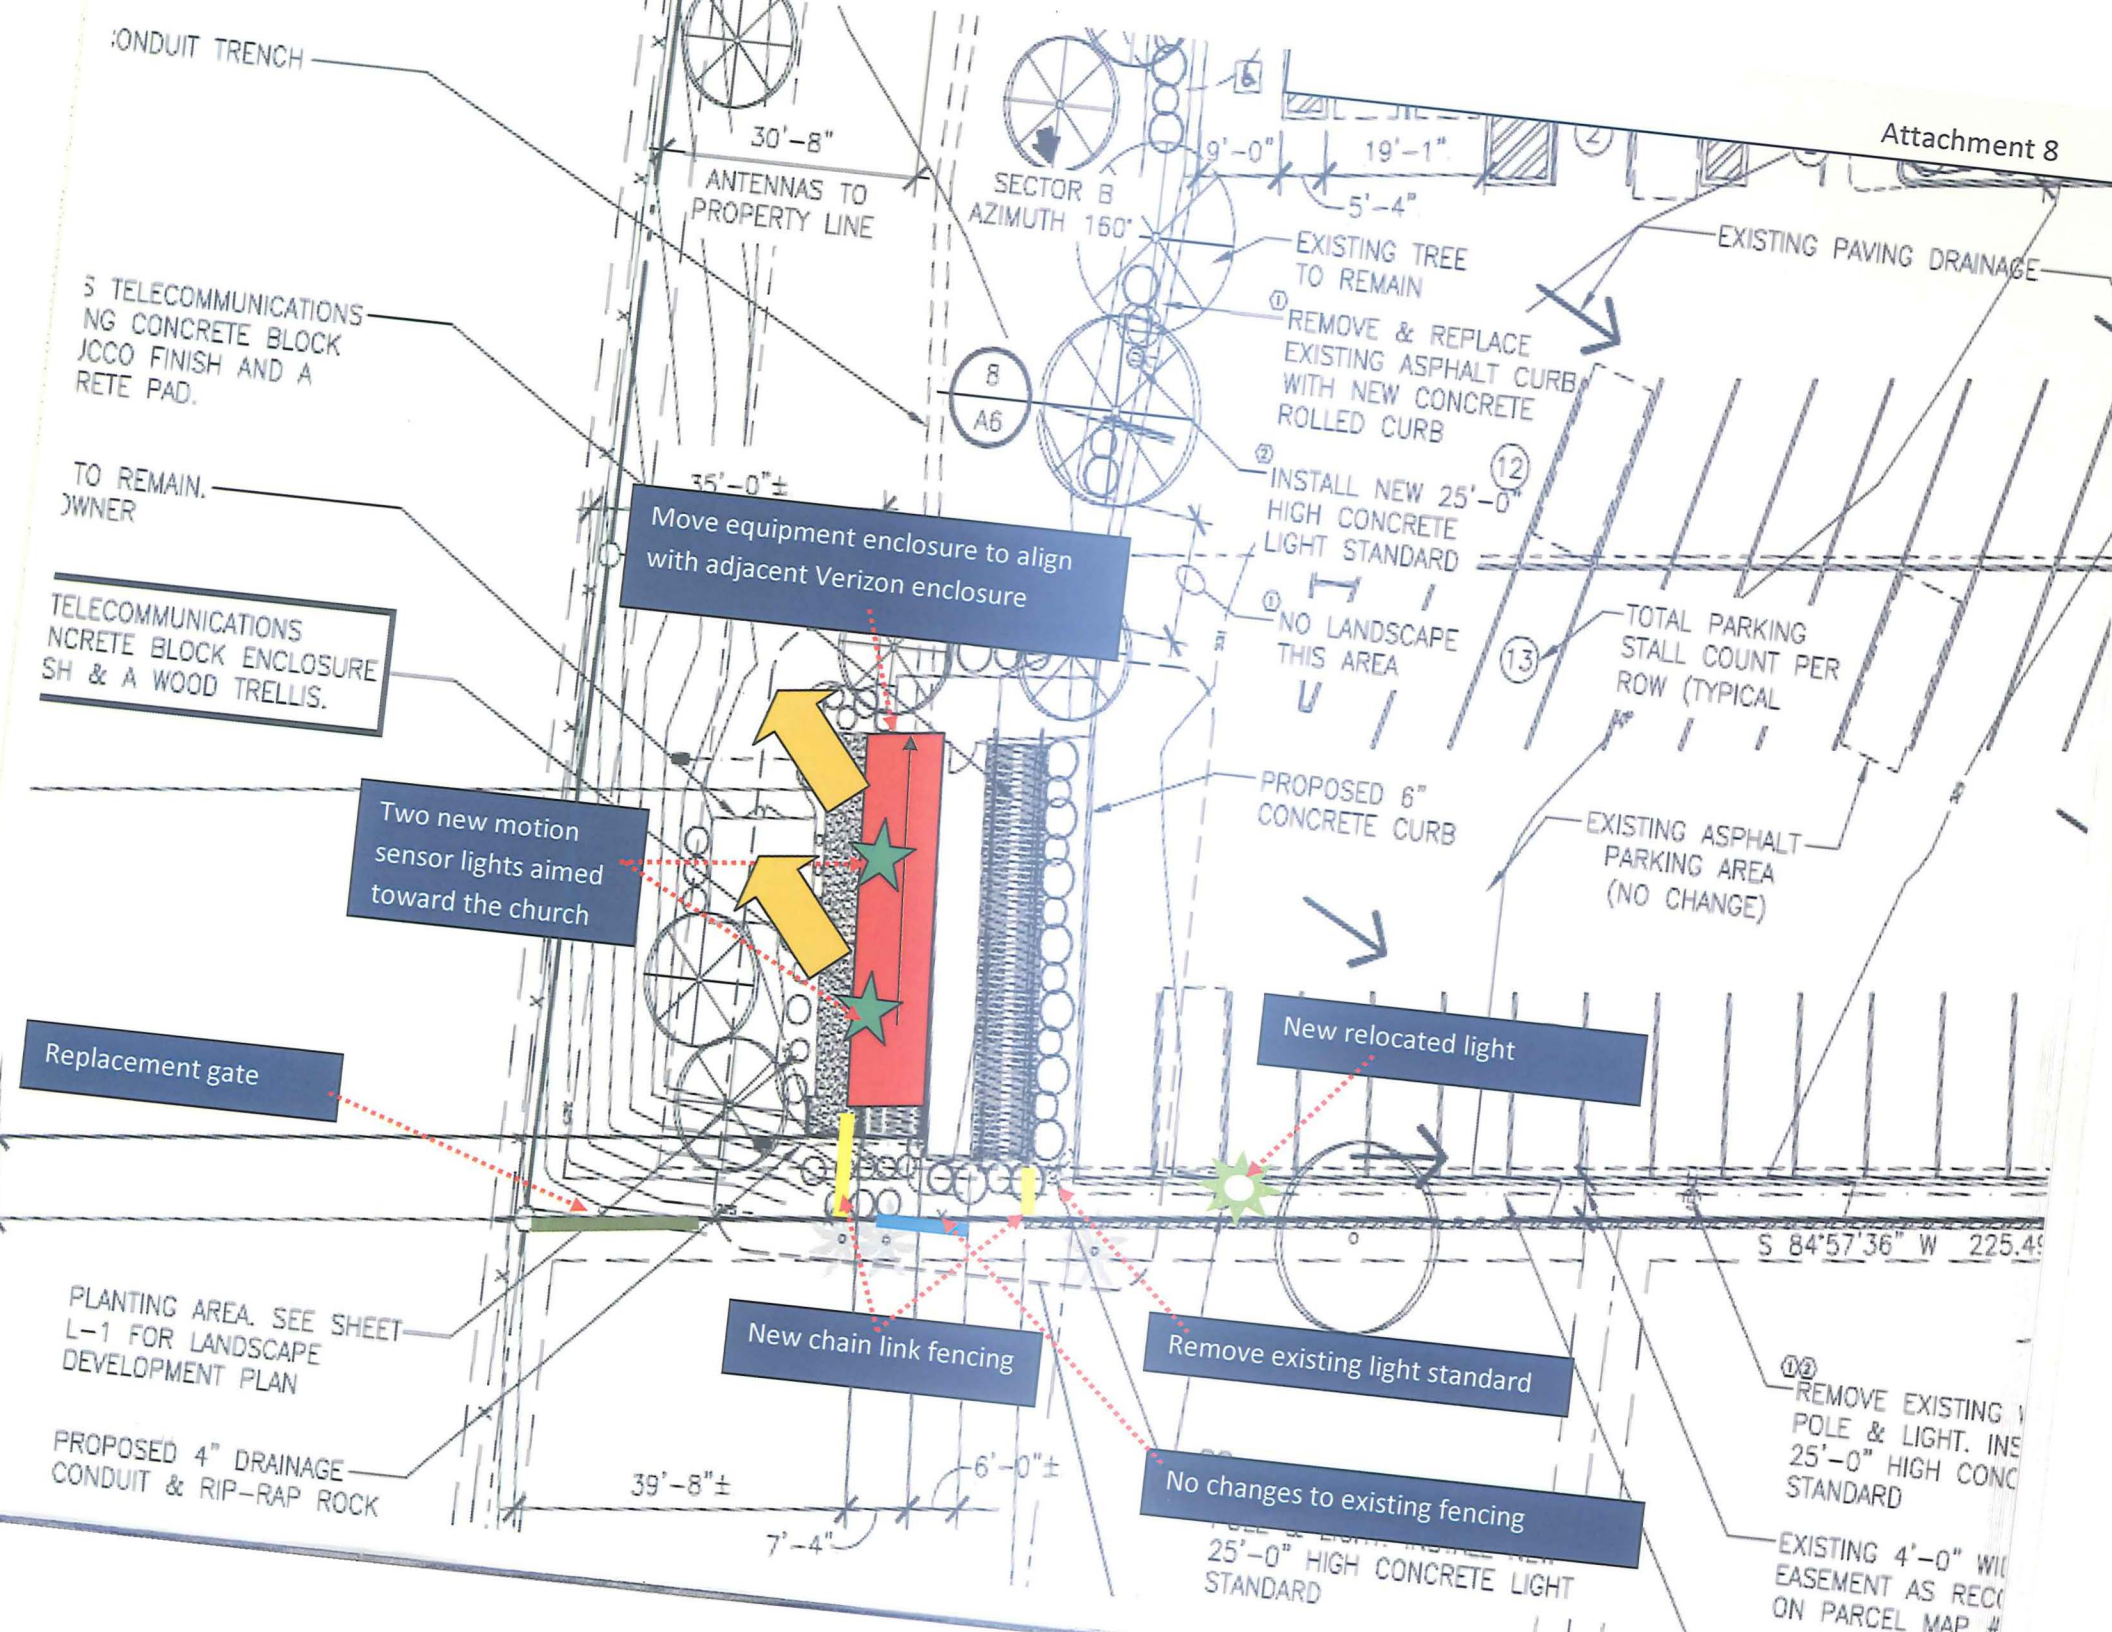 Attachment 8
ONDUIT TRENCH
30'-8"
ANTENNAS TO
PROPERTY LINE
SECTOR B
AZIMUTH 160°
9'-0"
19'-1"
5'-4"
2
EXISTING TREE
TO REMAIN
EXISTING PAVING DRAINAGE
1
REMOVE & REPLACE
EXISTING ASPHALT CURB
WITH NEW CONCRETE
ROLLED CURB
S TELECOMMUNICATIONS
NG CONCRETE BLOCK
JCCO FINISH AND A
RETE PAD.
8
A6
12
TO REMAIN.
OWNER
35'-0"±
2
INSTALL NEW 25'-0"
HIGH CONCRETE
LIGHT STANDARD
Move equipment enclosure to align
with adjacent Verizon enclosure
1
NO LANDSCAPE
THIS AREA
13
TOTAL PARKING
STALL COUNT PER
ROW (TYPICAL
TELECOMMUNICATIONS
NCRETE BLOCK ENCLOSURE
SH & A WOOD TRELLIS.
PROPOSED 6"
CONCRETE CURB
EXISTING ASPHALT
PARKING AREA
(NO CHANGE)
Two new motion
sensor lights aimed
toward the church
New relocated light
Replacement gate
S 84°57'36" W 225.4
PLANTING AREA. SEE SHEET
L-1 FOR LANDSCAPE
DEVELOPMENT PLAN
New chain link fencing
Remove existing light standard
12
REMOVE EXISTING
POLE & LIGHT. INS
25'-0" HIGH CONC
STANDARD
PROPOSED 4" DRAINAGE
CONDUIT & RIP-RAP ROCK
39'-8"±
6'-0"±
7'-4"
No changes to existing fencing
25'-0" HIGH CONCRETE LIGHT
STANDARD
EXISTING 4'-0" WI
EASEMENT AS REC
ON PARCEL MAP #